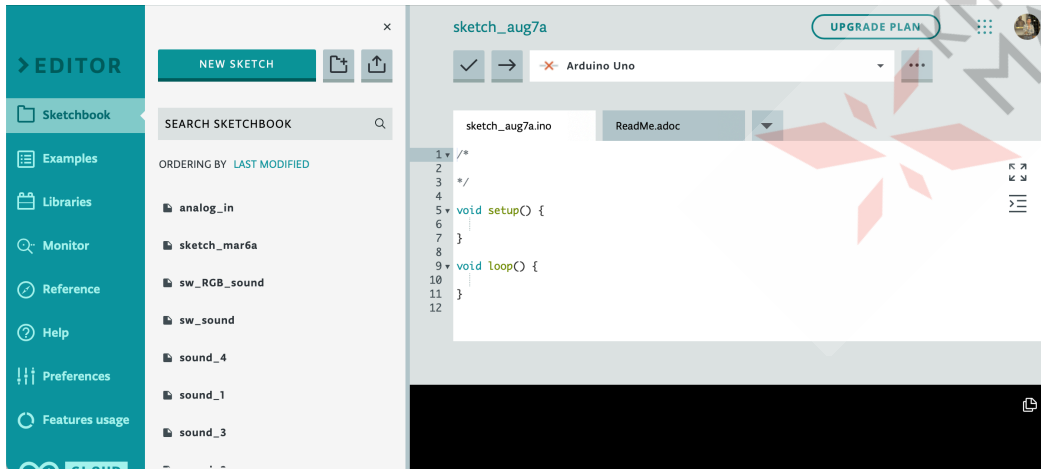 >EDITOR
Sketchbook
Examples
Libraries
Monitor
Reference
Help
Preferences
Features usage
CLOUD
×
NEW SKETCH
SEARCH SKETCHBOOK
ORDERING BY LAST MODIFIED
analog_in
sketch_mar6a
sw_RGB_sound
sw_sound
sound_4
sound_1
sound_3
sketch_aug7a
UPGRADE PLAN
Arduino Uno
sketch_aug7a.ino
ReadMe.adoc
1 /*
2
3 */
4
5 void setup() {
6
7 }
8
9 void loop() {
10
11 }
12